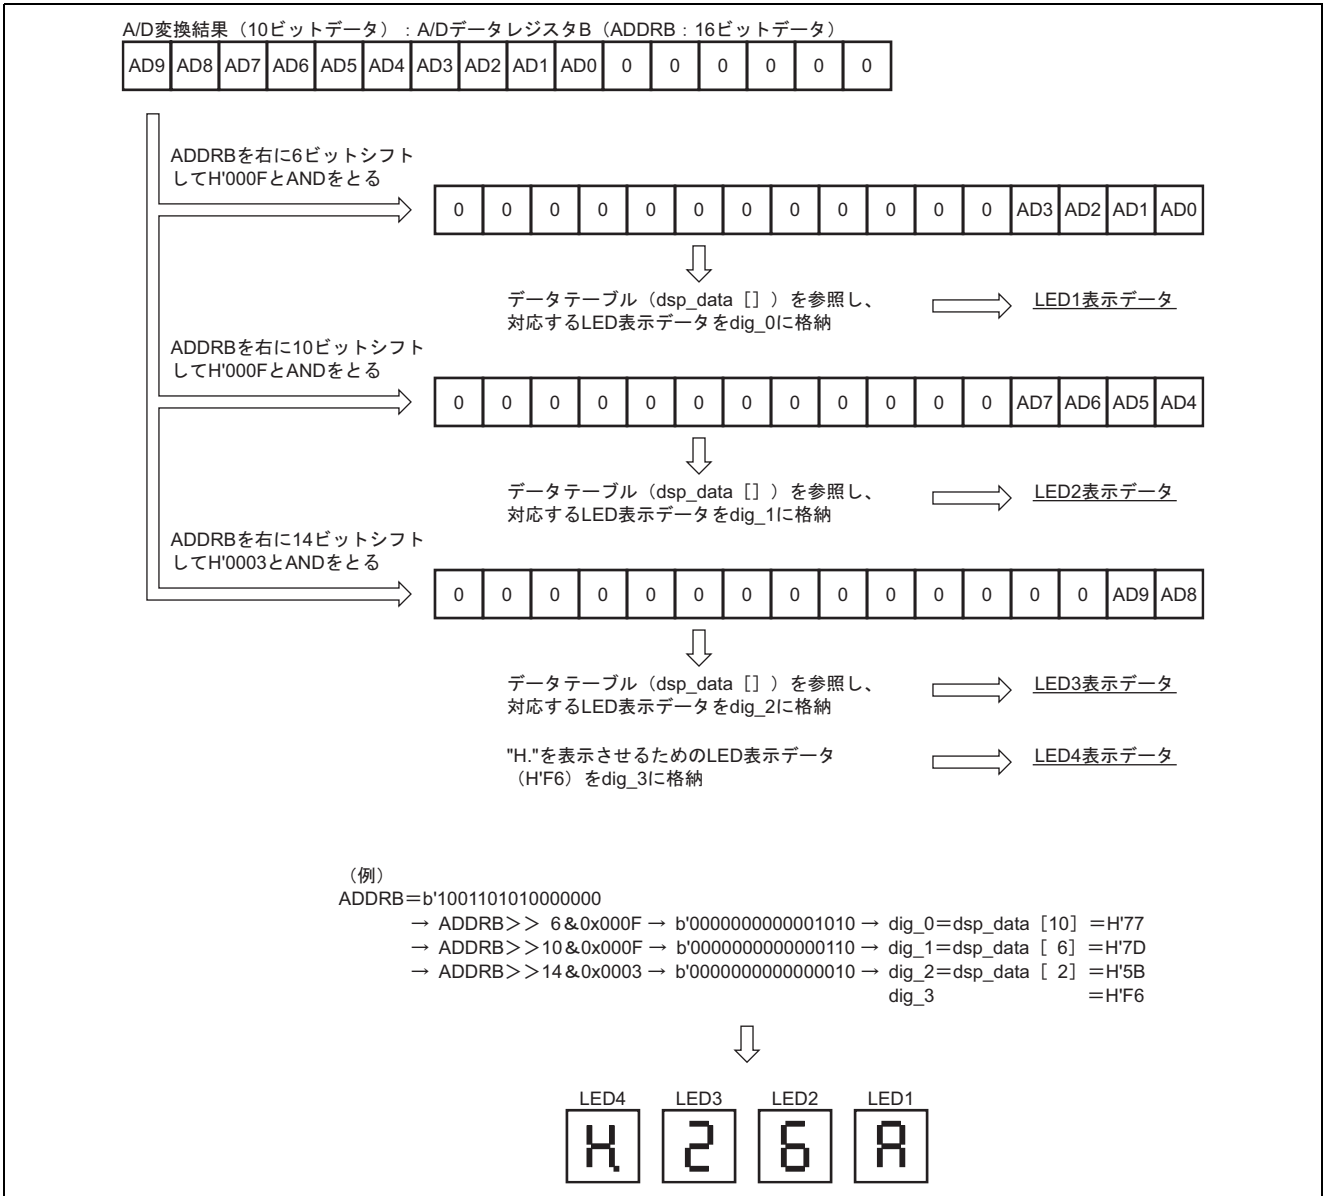 A/D変換結果（10ビットデータ）：A/DデータレジスタB（ADDRB：16ビットデータ）
AD9 AD8 AD7 AD6 AD5 AD4 AD3 AD2 AD1 AD0 0 0 0 0 0 0
ADDRBを右に6ビットシフト
してH'000FとANDをとる
0 0 0 0 0 0 0 0 0 0 0 0 AD3 AD2 AD1 AD0
データテーブル（dsp_data［］）を参照し、
対応するLED表示データをdig_0に格納
LED1表示データ
ADDRBを右に10ビットシフト
してH'000FとANDをとる
0 0 0 0 0 0 0 0 0 0 0 0 AD7 AD6 AD5 AD4
データテーブル（dsp_data［］）を参照し、
対応するLED表示データをdig_1に格納
LED2表示データ
ADDRBを右に14ビットシフト
してH'0003とANDをとる
0 0 0 0 0 0 0 0 0 0 0 0 0 0 AD9 AD8
データテーブル（dsp_data［］）を参照し、
対応するLED表示データをdig_2に格納
LED3表示データ
"H."を表示させるためのLED表示データ
（H'F6）をdig_3に格納
LED4表示データ
（例）
ADDRB＝b'1001101010000000
→ ADDRB＞＞ 6＆0x000F → b'0000000000001010 → dig_0＝dsp_data［10］＝H'77
→ ADDRB＞＞10＆0x000F → b'0000000000000110 → dig_1＝dsp_data［ 6］＝H'7D
→ ADDRB＞＞14＆0x0003 → b'0000000000000010 → dig_2＝dsp_data［ 2］＝H'5B
dig_3 ＝H'F6
LED4 LED3 LED2 LED1
H. 2 6 A